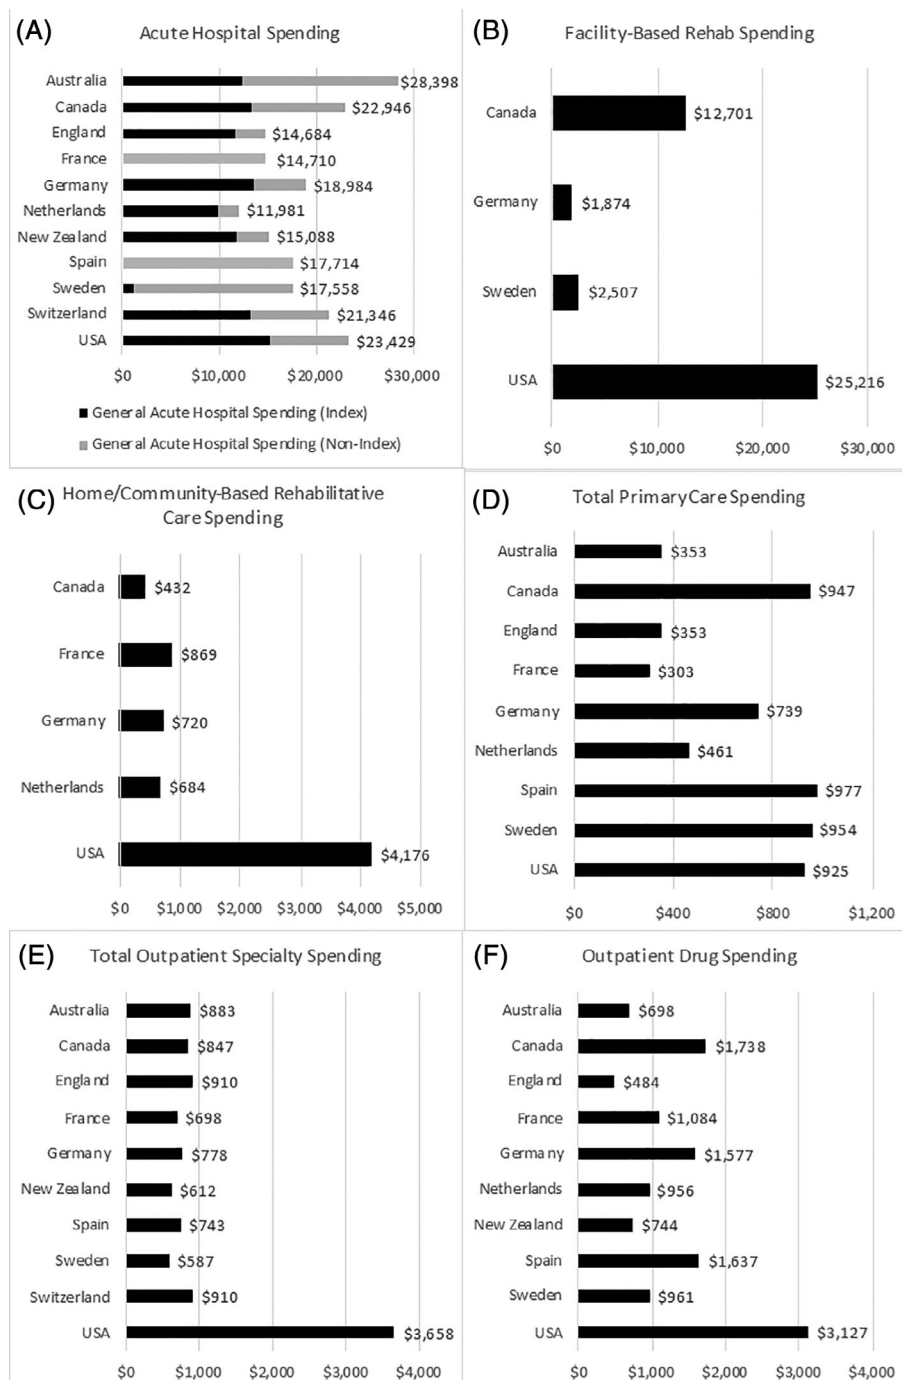 (A) Acute Hospital Spending
Australia $28,398
Canada $22,946
England $14,684
France $14,710
Germany $18,984
Netherlands $11,981
New Zealand $15,088
Spain $17,714
Sweden $17,558
Switzerland $21,346
USA $23,429
$0 $10,000 $20,000 $30,000
General Acute Hospital Spending (Index)
General Acute Hospital Spending (Non-Index)
(B) Facility-Based Rehab Spending
Canada $12,701
Germany $1,874
Sweden $2,507
USA $25,216
$0 $10,000 $20,000 $30,000
(C) Home/Community-Based Rehabilitative
Care Spending
Canada $432
France $869
Germany $720
Netherlands $684
USA $4,176
$0 $1,000 $2,000 $3,000 $4,000 $5,000
(D) Total Primary Care Spending
Australia $353
Canada $947
England $353
France $303
Germany $739
Netherlands $461
Spain $977
Sweden $954
USA $925
$0 $400 $800 $1,200
(E) Total Outpatient Specialty Spending
Australia $883
Canada $847
England $910
France $698
Germany $778
New Zealand $612
Spain $743
Sweden $587
Switzerland $910
USA $3,658
$0 $1,000 $2,000 $3,000 $4,000
(F) Outpatient Drug Spending
Australia $698
Canada $1,738
England $484
France $1,084
Germany $1,577
Netherlands $956
New Zealand $744
Spain $1,637
Sweden $961
USA $3,127
$0 $1,000 $2,000 $3,000 $4,000